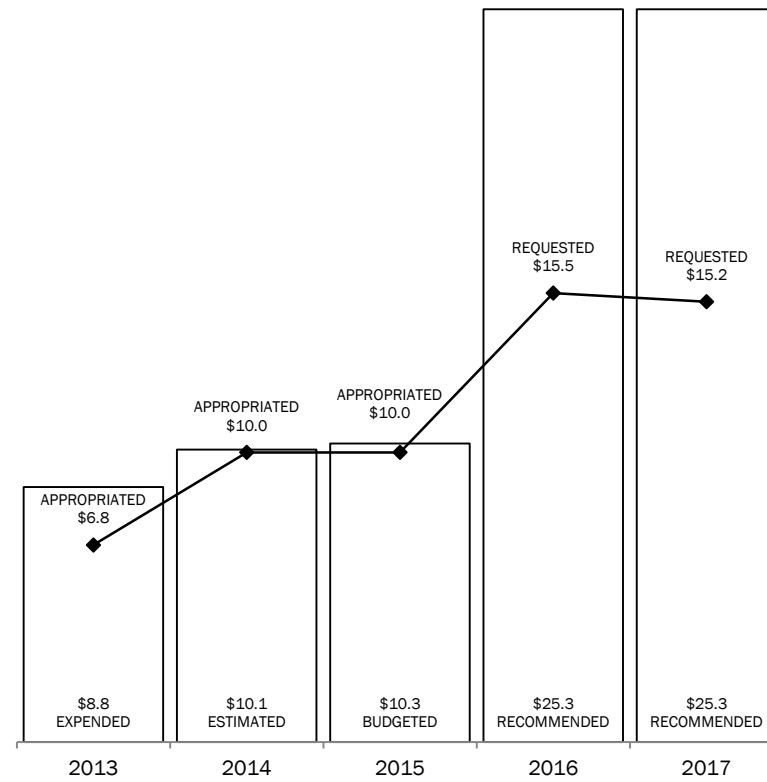 REQUESTED
$15.5
REQUESTED
$15.2
APPROPRIATED
$10.0
APPROPRIATED
$10.0
APPROPRIATED
$6.8
$8.8
EXPENDED
$10.1
ESTIMATED
$10.3
BUDGETED
$25.3
RECOMMENDED
$25.3
RECOMMENDED
2013
2014
2015
2016
2017